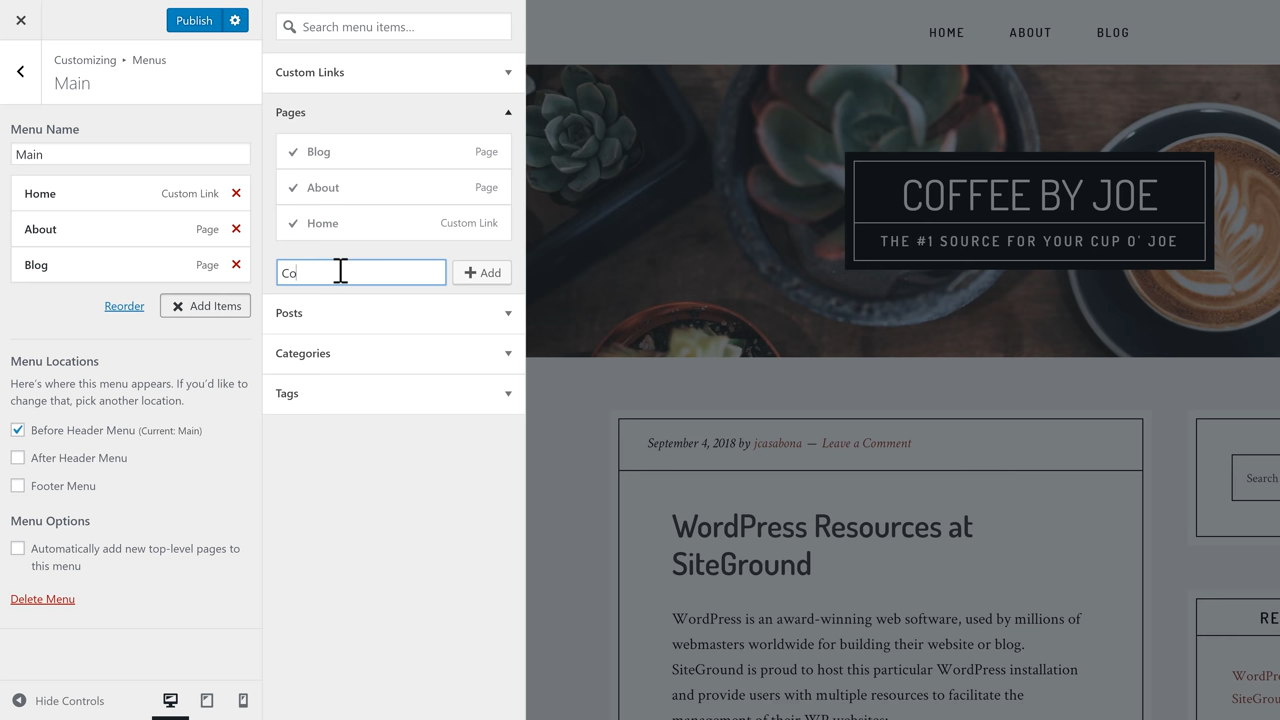 Publish
Customizing ▸ Menus
Main
Menu Name
Main
Home Custom Link
About Page
Blog Page
Reorder Add Items
Menu Locations
Here's where this menu appears. If you'd like to
change that, pick another location.
Before Header Menu (Current: Main)
After Header Menu
Footer Menu
Menu Options
Automatically add new top-level pages to
this menu
Delete Menu
Hide Controls
Search menu items...
Custom Links
Pages
Blog Page
About Page
Home Custom Link
Co
Add
Posts
Categories
Tags
HOME ABOUT BLOG
COFFEE BY JOE
THE #1 SOURCE FOR YOUR CUP O' JOE
September 4, 2018 by jcasabona — Leave a Comment
WordPress Resources at
SiteGround
WordPress is an award-winning web software, used by millions of
webmasters worldwide for building their website or blog.
SiteGround is proud to host this particular WordPress installation
and provide users with multiple resources to facilitate the
management of their WP websites:
Search
RE
WordPre
SiteGrou